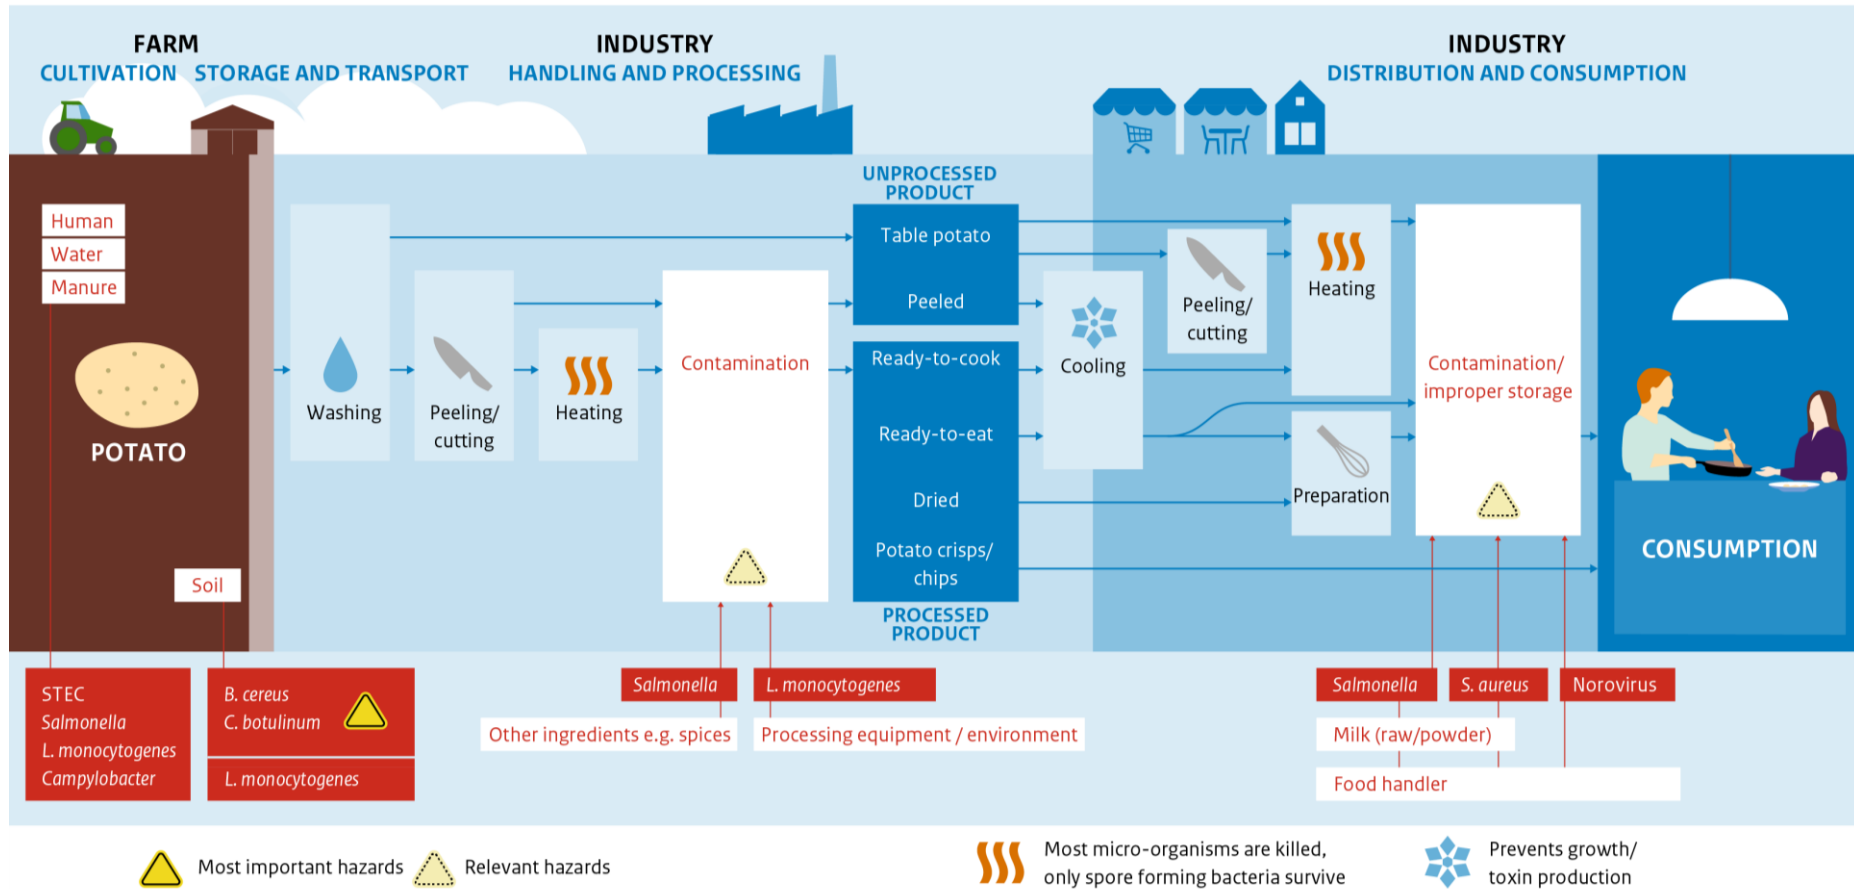 FARM
CULTIVATION
STORAGE AND TRANSPORT
INDUSTRY
HANDLING AND PROCESSING
INDUSTRY
DISTRIBUTION AND CONSUMPTION
Human
Water
Manure
POTATO
Soil
Washing
Peeling/
cutting
Heating
Contamination
UNPROCESSED
PRODUCT
Table potato
Peeled
Ready-to-cook
Ready-to-eat
Dried
Potato crisps/
chips
PROCESSED
PRODUCT
Cooling
Peeling/
cutting
Heating
Preparation
Contamination/
improper storage
CONSUMPTION
STEC
Salmonella
L. monocytogenes
Campylobacter
B. cereus
C. botulinum
L. monocytogenes
Salmonella
L. monocytogenes
Other ingredients e.g. spices
Processing equipment / environment
Salmonella
S. aureus
Norovirus
Milk (raw/powder)
Food handler
Most important hazards
Relevant hazards
Most micro-organisms are killed,
only spore forming bacteria survive
Prevents growth/
toxin production